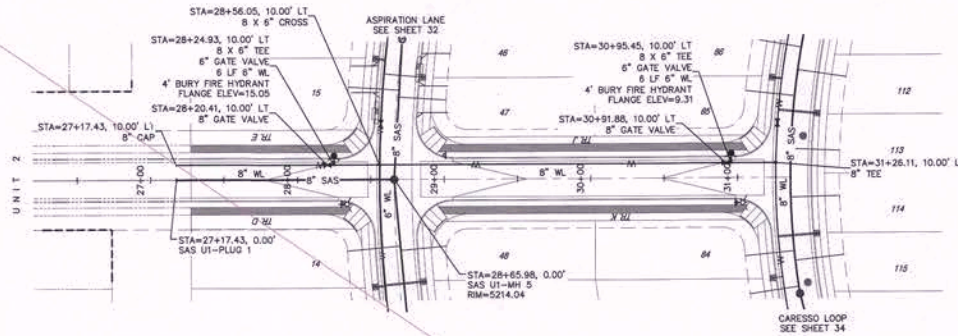 STA=28+56.05, 10.00' LT
8 X 6" CROSS
ASPIRATION LANE
SEE SHEET 32
STA=28+24.93, 10.00' LT
8 X 6" TEE
6" GATE VALVE
6 LF 6" WL
4' BURY FIRE HYDRANT
FLANGE ELEV=15.05
STA=28+20.41, 10.00' LT
8" GATE VALVE
STA=27+17.43, 10.00' LT
8" CAP
STA=30+95.45, 10.00' LT
8 X 6" TEE
6" GATE VALVE
6 LF 6" WL
4' BURY FIRE HYDRANT
FLANGE ELEV=9.31
STA=30+91.88, 10.00' LT
8" GATE VALVE
STA=31+26.11, 10.00' LT
8" TEE
15
46
47
85
86
112
113
114
115
TR.E
TR.J
TR-D
TR-K
8" SAS
8" SAS
UNIT 2
27+00
8" WL
28+00
8" SAS
29+00
8" WL
30+00
31+00
6" WL
8" WL
14
48
84
STA=27+17.43, 0.00'
SAS U1-PLUG 1
STA=28+65.98, 0.00'
SAS U1-MH 5
RIM=5214.04
CARESSO LOOP
SEE SHEET 34